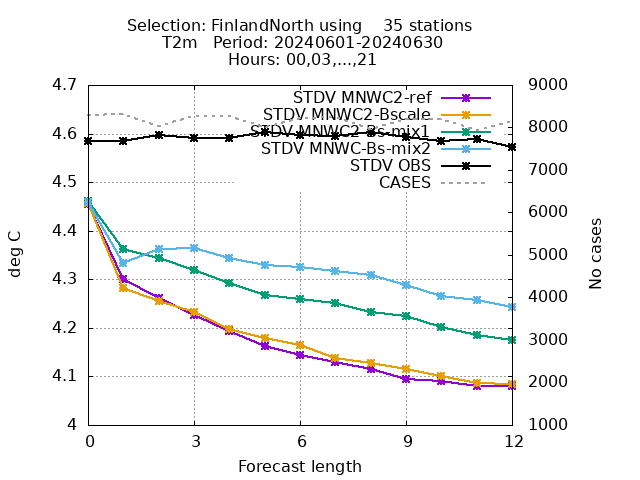 Selection: FinlandNorth using    35 stations
T2m   Period: 20240601-20240630
Hours: 00,03,...,21
STDV MNWC2-ref
STDV MNWC2-Bscale
STDV MNWC2-Bs-mix1
STDV MNWC-Bs-mix2
STDV OBS
CASES
4.7
4.6
4.5
4.4
4.3
4.2
4.1
4
deg C
9000
8000
7000
6000
5000
4000
3000
2000
1000
No cases
0 3 6 9 12
Forecast length